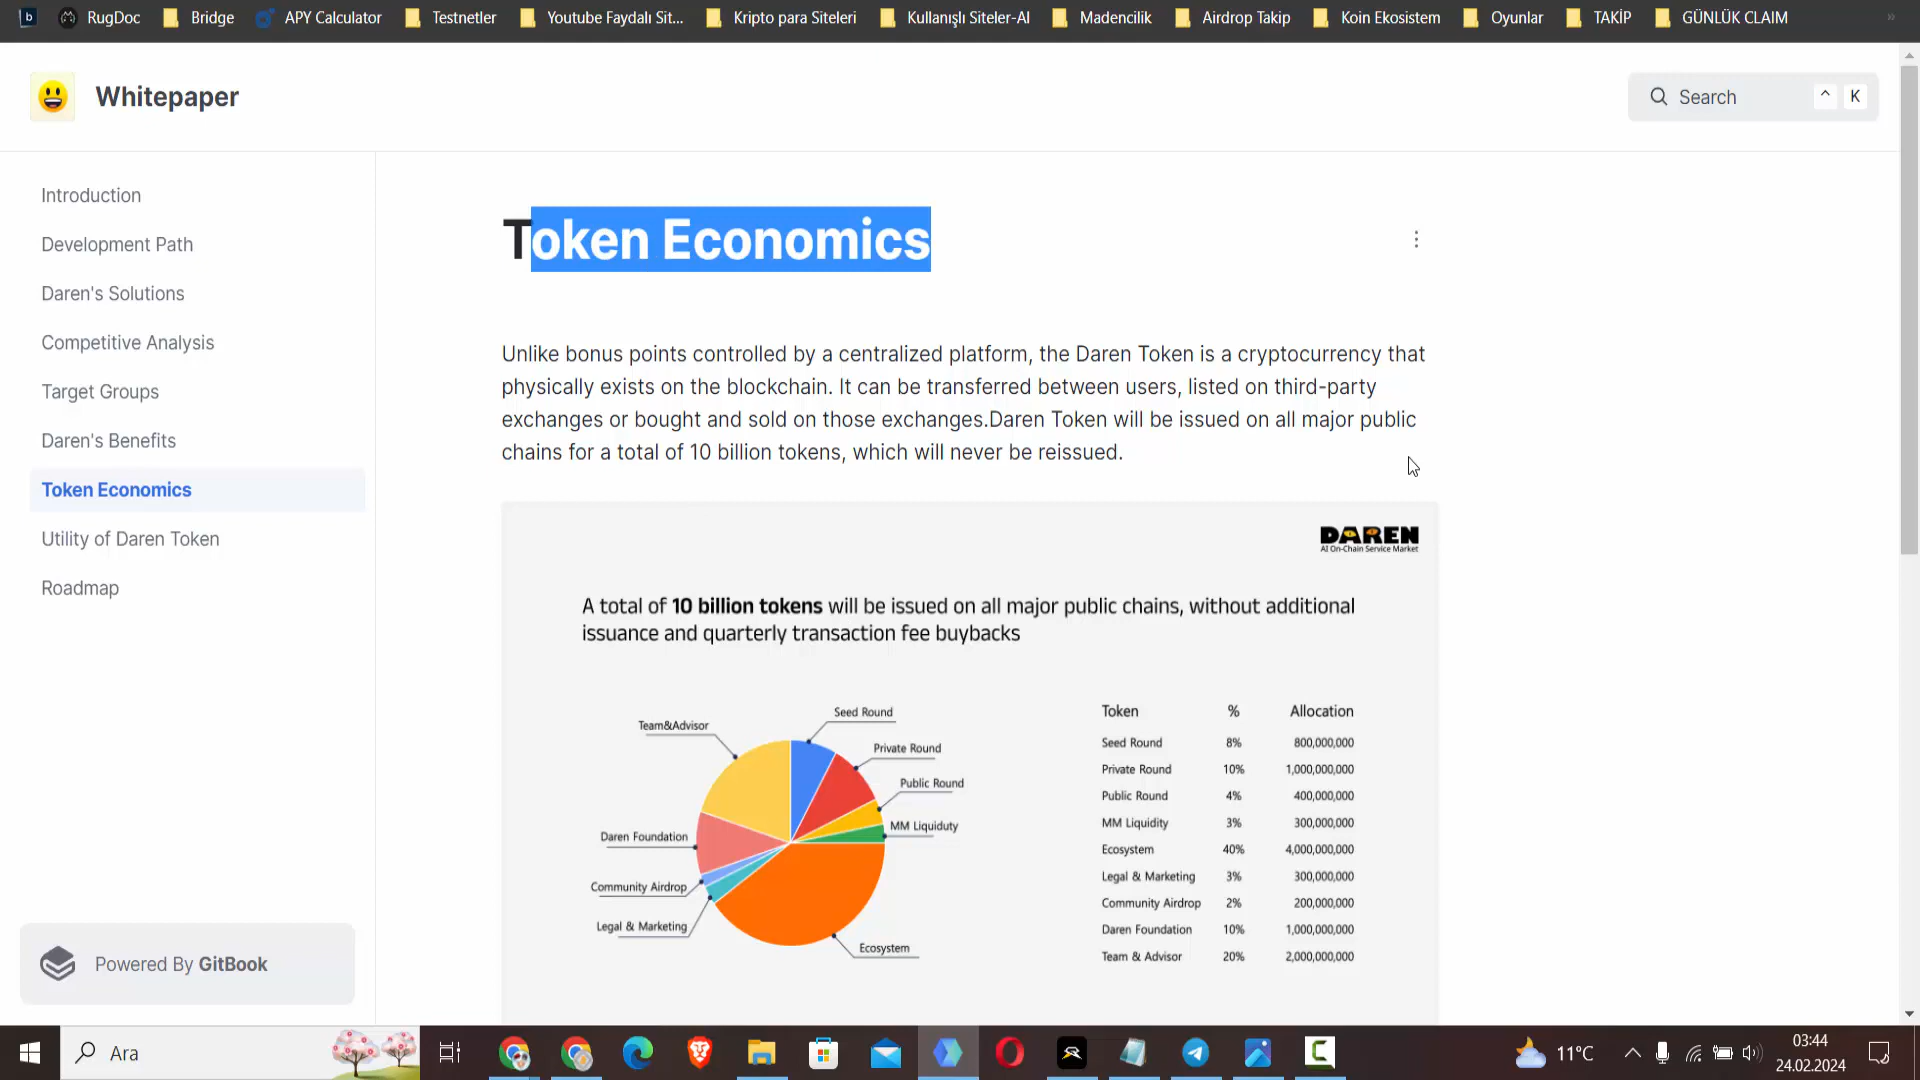 RugDoc Bridge APY Calculator Testnetler Youtube Faydalı Sit... Kripto para Siteleri Kullanışlı Siteler-AI Madencilik Airdrop Takip Koin Ekosistem Oyunlar TAKİP GÜNLÜK CLAIM »
Whitepaper
Search ^ K
Introduction
Development Path
Daren's Solutions
Competitive Analysis
Target Groups
Daren's Benefits
Token Economics
Utility of Daren Token
Roadmap
Powered By GitBook
Token Economics
Unlike bonus points controlled by a centralized platform, the Daren Token is a cryptocurrency that
physically exists on the blockchain. It can be transferred between users, listed on third-party
exchanges or bought and sold on those exchanges.Daren Token will be issued on all major public
chains for a total of 10 billion tokens, which will never be reissued.
DAREN
AI On-Chain Service Market
A total of 10 billion tokens will be issued on all major public chains, without additional
issuance and quarterly transaction fee buybacks
Seed Round
Team&Advisor
Private Round
Public Round
MM Liquiduty
Daren Foundation
Community Airdrop
Legal & Marketing
Ecosystem
Token % Allocation
Seed Round 8% 800,000,000
Private Round 10% 1,000,000,000
Public Round 4% 400,000,000
MM Liquidity 3% 300,000,000
Ecosystem 40% 4,000,000,000
Legal & Marketing 3% 300,000,000
Community Airdrop 2% 200,000,000
Daren Foundation 10% 1,000,000,000
Team & Advisor 20% 2,000,000,000
Ara
11°C
03:44
24.02.2024